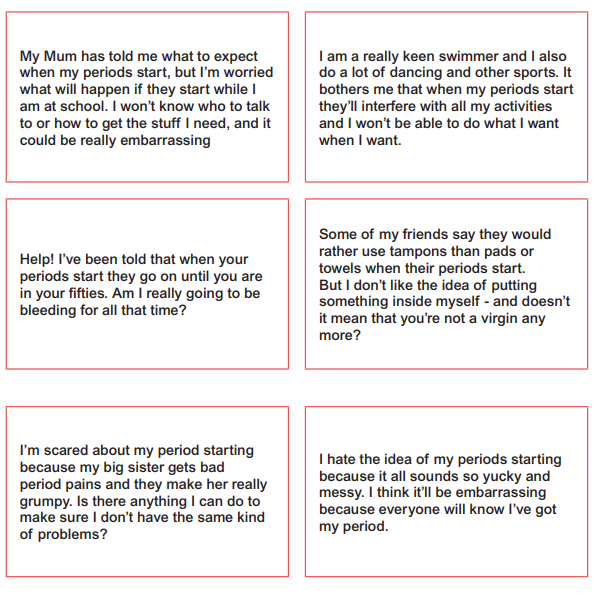 My Mum has told me what to expect
when my periods start, but I'm worried
what will happen if they start while I
am at school. I won't know who to talk
to or how to get the stuff I need, and it
could be really embarrassing
I am a really keen swimmer and I also
do a lot of dancing and other sports. It
bothers me that when my periods start
they'll interfere with all my activities
and I won't be able to do what I want
when I want.
Help! I've been told that when your
periods start they go on until you are
in your fifties. Am I really going to be
bleeding for all that time?
Some of my friends say they would
rather use tampons than pads or
towels when their periods start.
But I don't like the idea of putting
something inside myself - and doesn't
it mean that you're not a virgin any
more?
I'm scared about my period starting
because my big sister gets bad
period pains and they make her really
grumpy. Is there anything I can do to
make sure I don't have the same kind
of problems?
I hate the idea of my periods starting
because it all sounds so yucky and
messy. I think it'll be embarrassing
because everyone will know I've got
my period.